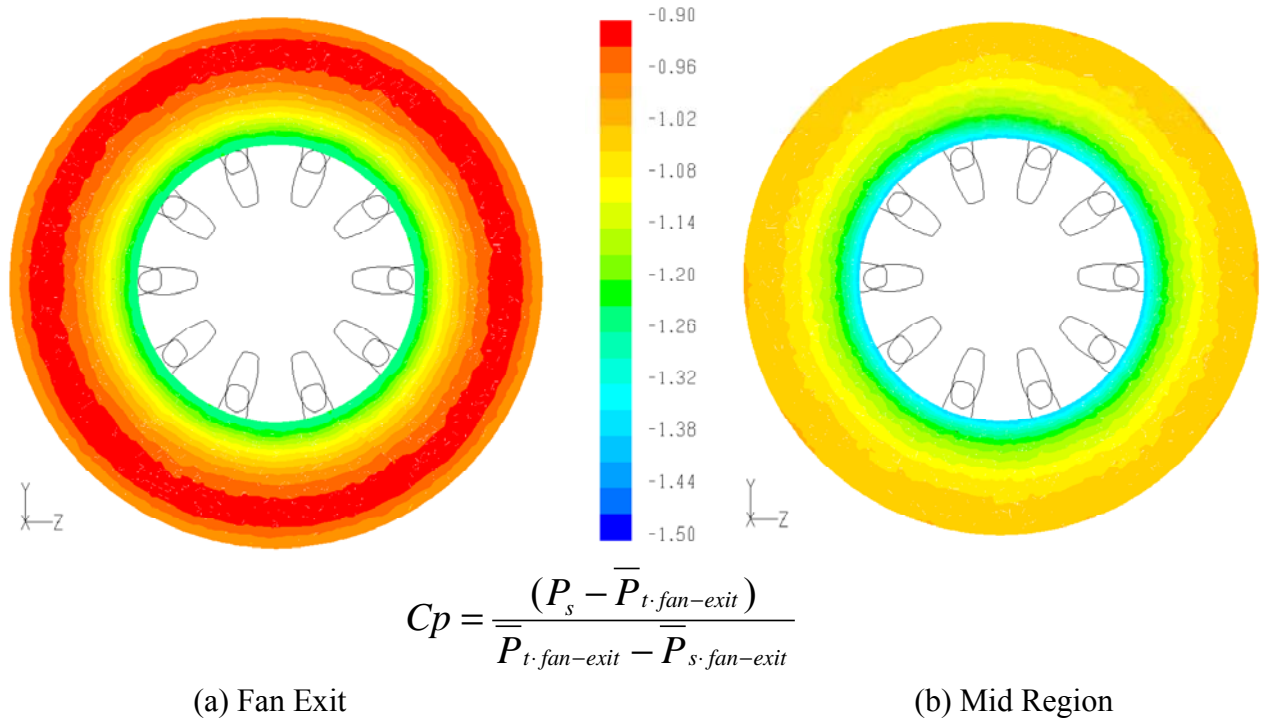 -0.90
-0.96
-1.02
-1.08
-1.14
-1.20
-1.26
-1.32
-1.38
-1.44
-1.50
Y
X Z
Y
X Z
Cp = (P_s − P̅_{t·fan−exit}) / (P̅_{t·fan−exit} − P̅_{s·fan−exit})
(a) Fan Exit
(b) Mid Region